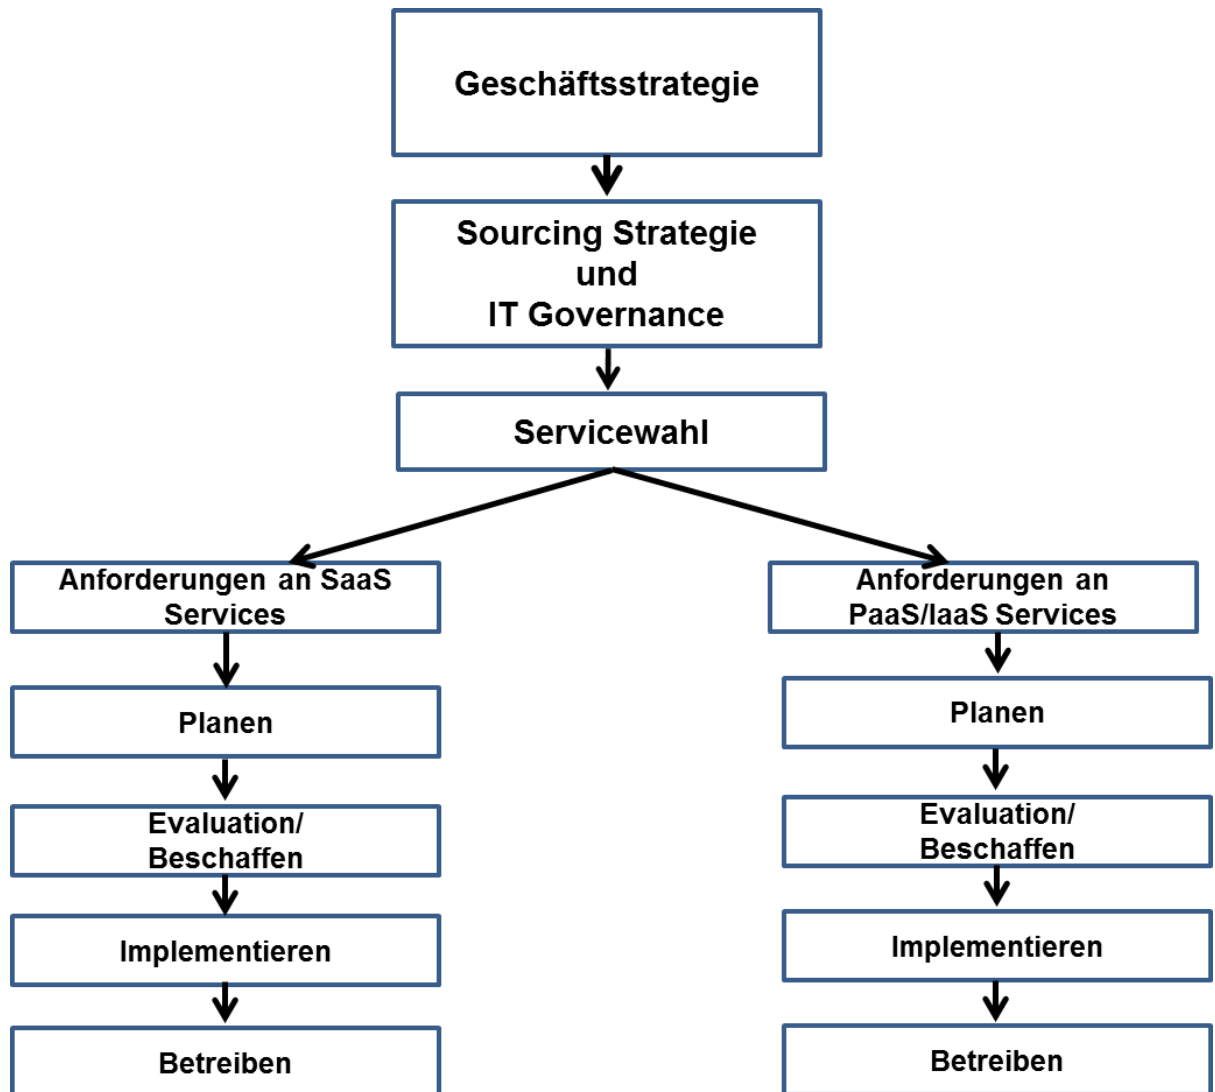 Geschäftsstrategie
Sourcing Strategie
und
IT Governance
Servicewahl
Anforderungen an SaaS
Services
Planen
Evaluation/
Beschaffen
Implementieren
Betreiben
Anforderungen an
PaaS/IaaS Services
Planen
Evaluation/
Beschaffen
Implementieren
Betreiben